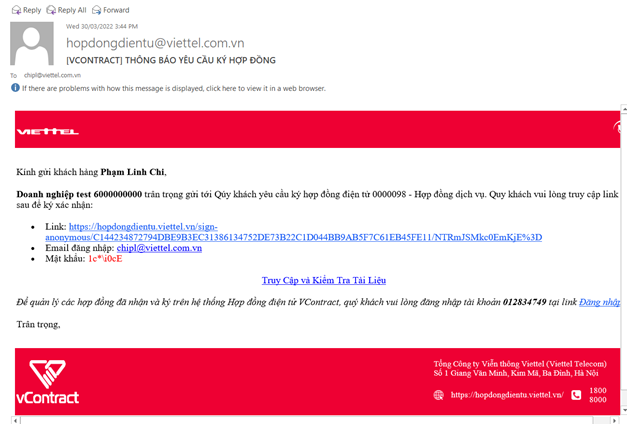 Reply Reply All Forward
Wed 30/03/2022 3:44 PM
hopdongdientu@viettel.com.vn
[VCONTRACT] THÔNG BÁO YÊU CẦU KÝ HỢP ĐỒNG
To chipl@viettel.com.vn
If there are problems with how this message is displayed, click here to view it in a web browser.
VIETTEL
Kính gửi khách hàng Phạm Linh Chi,
Doanh nghiệp test 6000000000 trân trọng gửi tới Qúy khách yêu cầu ký hợp đồng điện tử 0000098 - Hợp đồng dịch vụ. Quý khách vui lòng truy cập link
sau để ký xác nhận:
• Link: https://hopdongdientu.viettel.vn/sign-
anonymous/C144234872794DBE9B3EC31386134752DE73B22C1D044BB9AB5F7C61EB45FE11/NTRmJSMkc0EmKjE%3D
• Email đăng nhập: chipl@viettel.com.vn
• Mật khẩu: 1c*\i0cE
Truy Cập và Kiểm Tra Tài Liệu
Để quản lý các hợp đồng đã nhận và ký trên hệ thống Hợp đồng điện tử VContract, quý khách vui lòng đăng nhập tài khoản 012834749 tại link Đăng nhập
Trân trọng,
Tổng Công ty Viễn thông Viettel (Viettel Telecom)
Số 1 Giang Văn Minh, Kim Mã, Ba Đình, Hà Nội
vContract
https://hopdongdientu.viettel.vn/
1800
8000